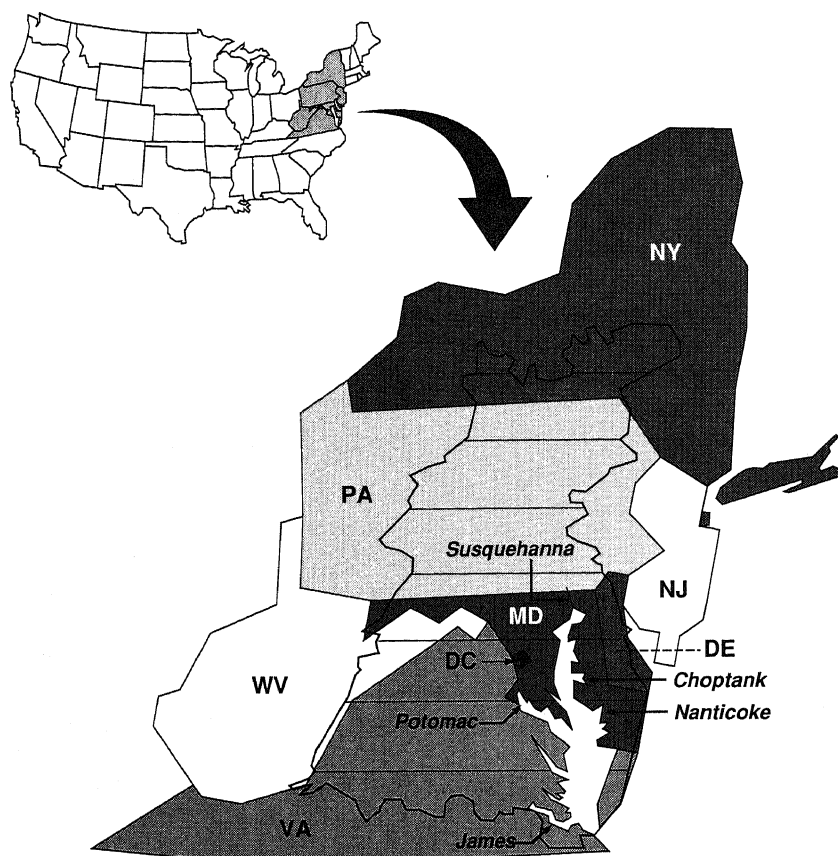 NY
PA
Susquehanna
NJ
MD
DE
DC
WV
Choptank
Nanticoke
Potomac
VA
James